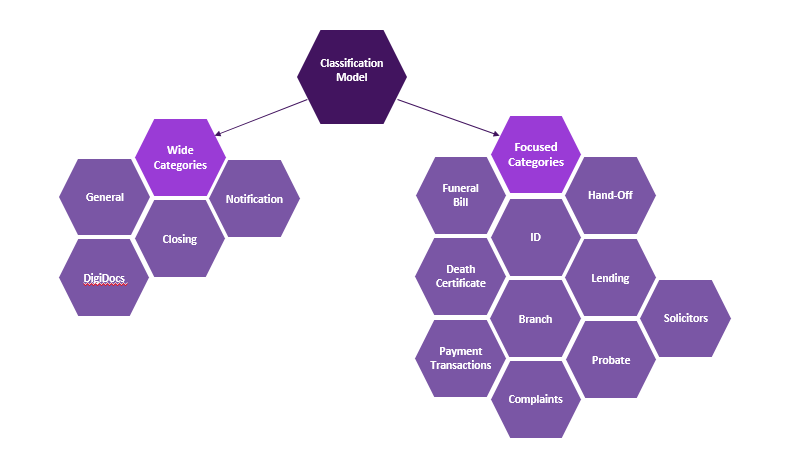 Classification
Model
Wide
Categories
General
Notification
Closing
DigiDocs
Focused
Categories
Funeral
Bill
Hand-Off
ID
Death
Certificate
Lending
Branch
Solicitors
Payment
Transactions
Probate
Complaints